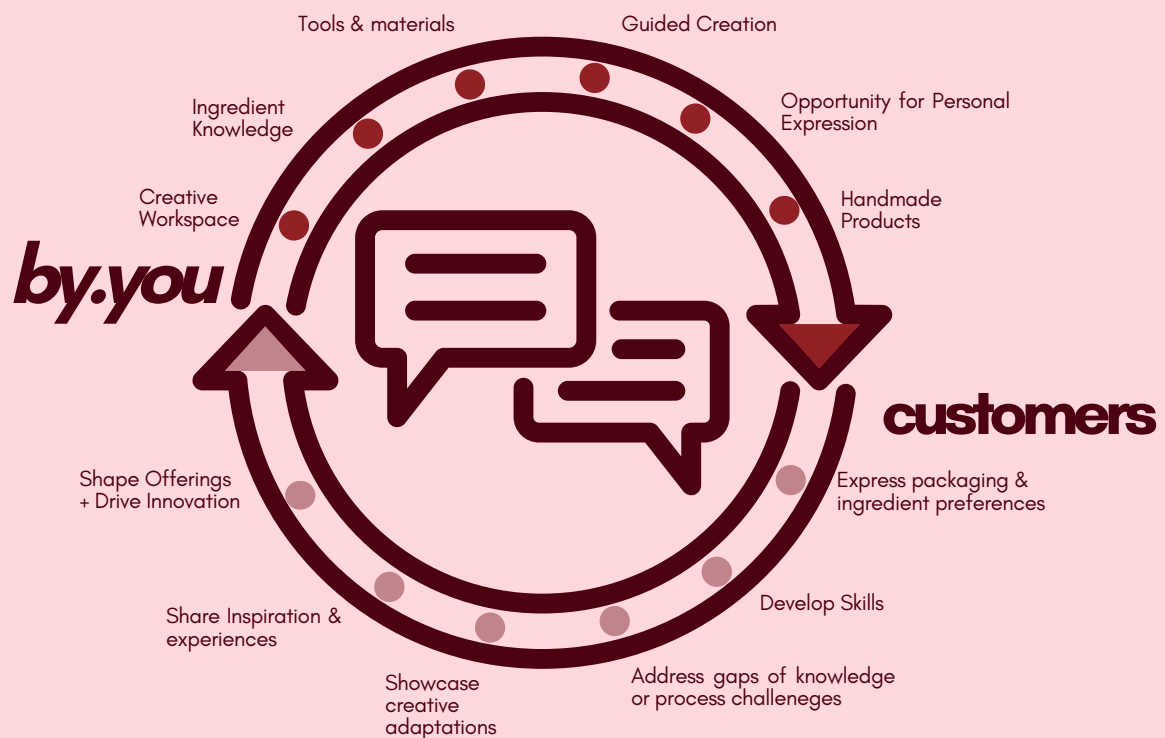 Tools & materials
Guided Creation
Ingredient
Knowledge
Opportunity for Personal
Expression
Creative
Workspace
Handmade
Products
by.you
customers
Shape Offerings
+ Drive Innovation
Express packaging &
ingredient preferences
Share Inspiration &
experiences
Develop Skills
Showcase
creative
adaptations
Address gaps of knowledge
or process challeneges